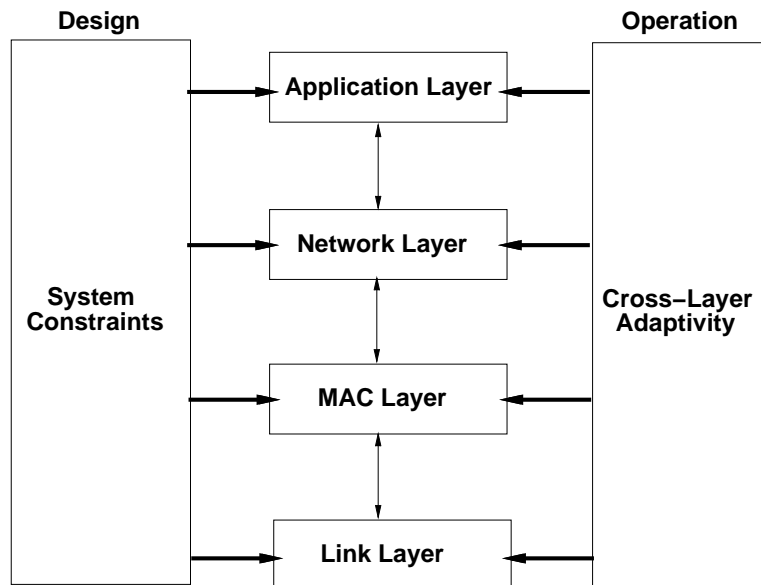 Design
Operation
Application Layer
Network Layer
System
Constraints
Cross−Layer
Adaptivity
MAC Layer
Link Layer